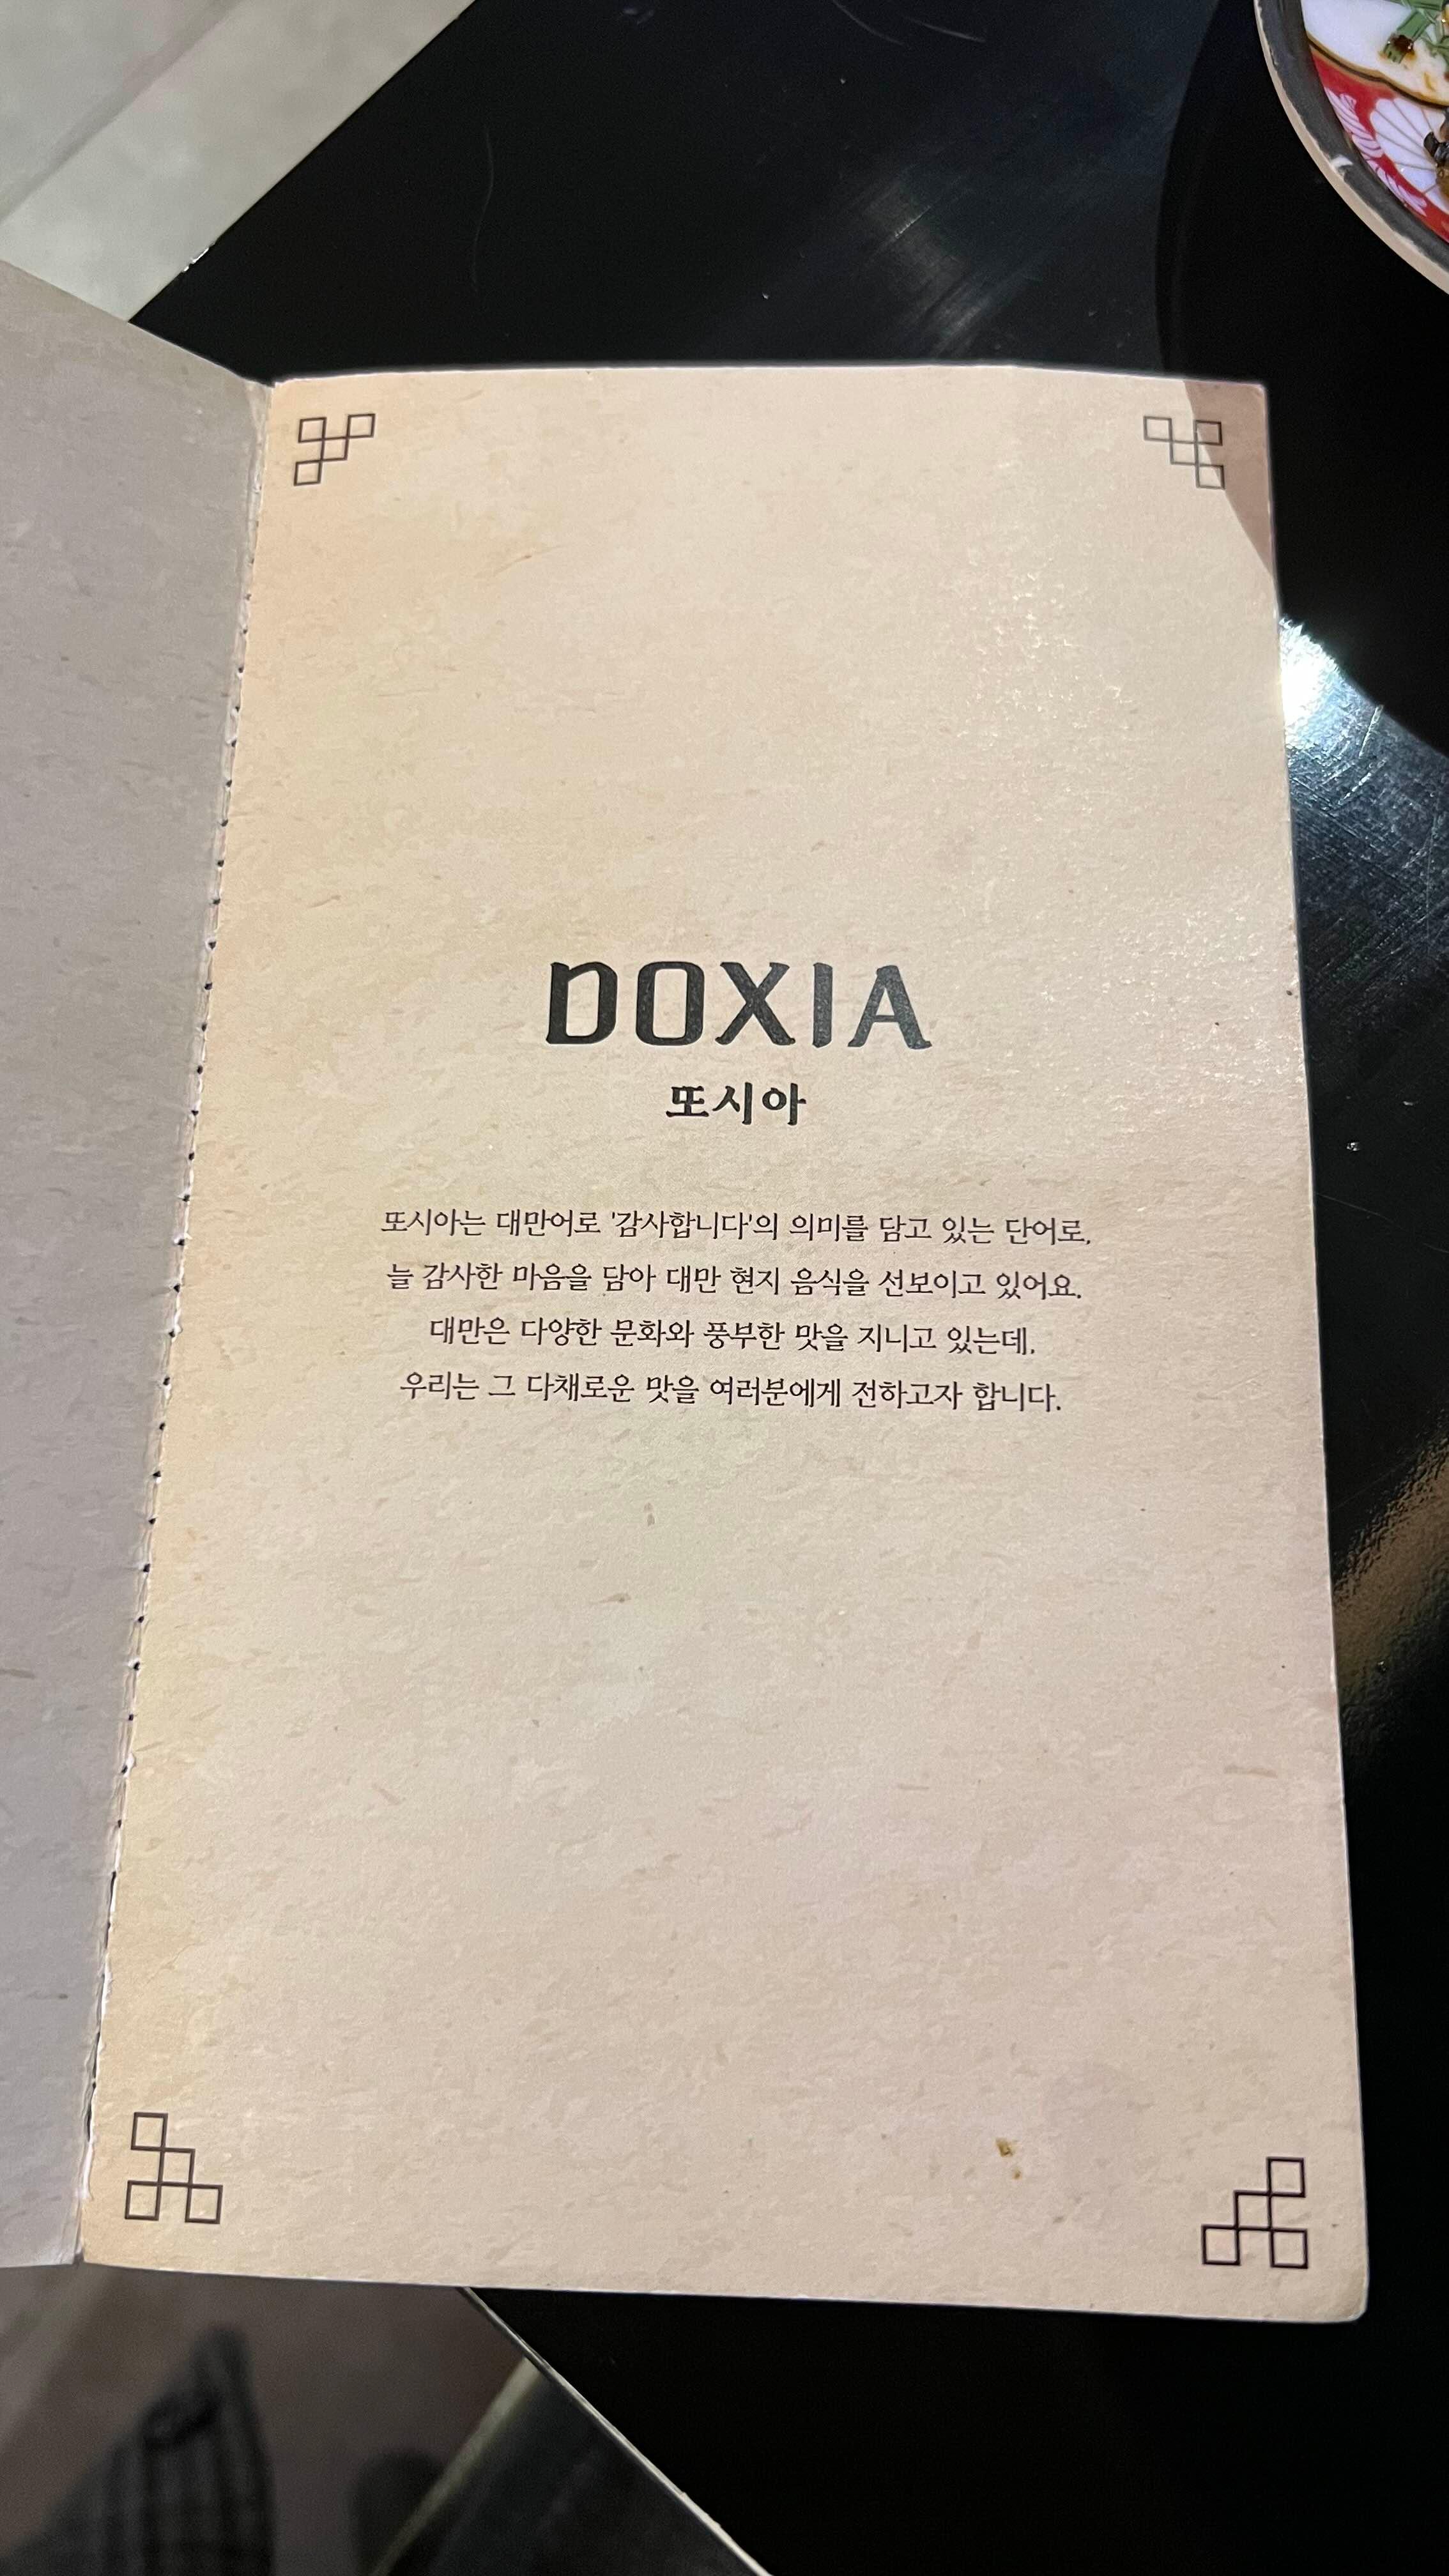 DOXIA
또시아
또시아는 대만어로 '감사합니다'의 의미를 담고 있는 단어로,
늘 감사한 마음을 담아 대만 현지 음식을 선보이고 있어요.
대만은 다양한 문화와 풍부한 맛을 지니고 있는데,
우리는 그 다채로운 맛을 여러분에게 전하고자 합니다.